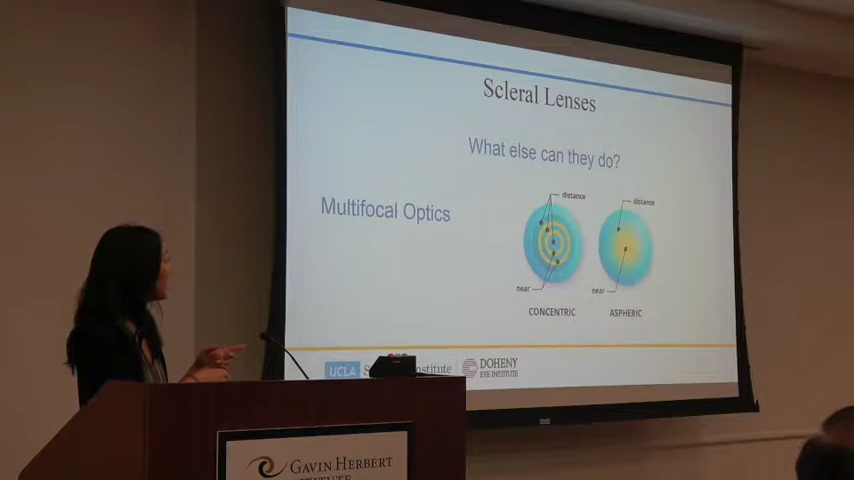 Scleral Lenses
What else can they do?
Multifocal Optics
distance
distance
near
near
CONCENTRIC
ASPHERIC
UCLA
DOHENY
EYE INSTITUTE
GAVIN HERBERT